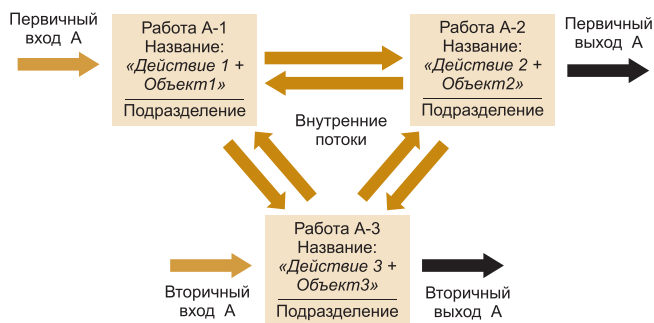 Первичный
вход А
Работа А-1
Название:
«Действие 1 +
Объект1»
Подразделение
Работа А-2
Название:
«Действие 2 +
Объект2»
Подразделение
Первичный
выход А
Внутренние
потоки
Работа А-3
Название:
«Действие 3 +
Объект3»
Подразделение
Вторичный
вход А
Вторичный
выход А